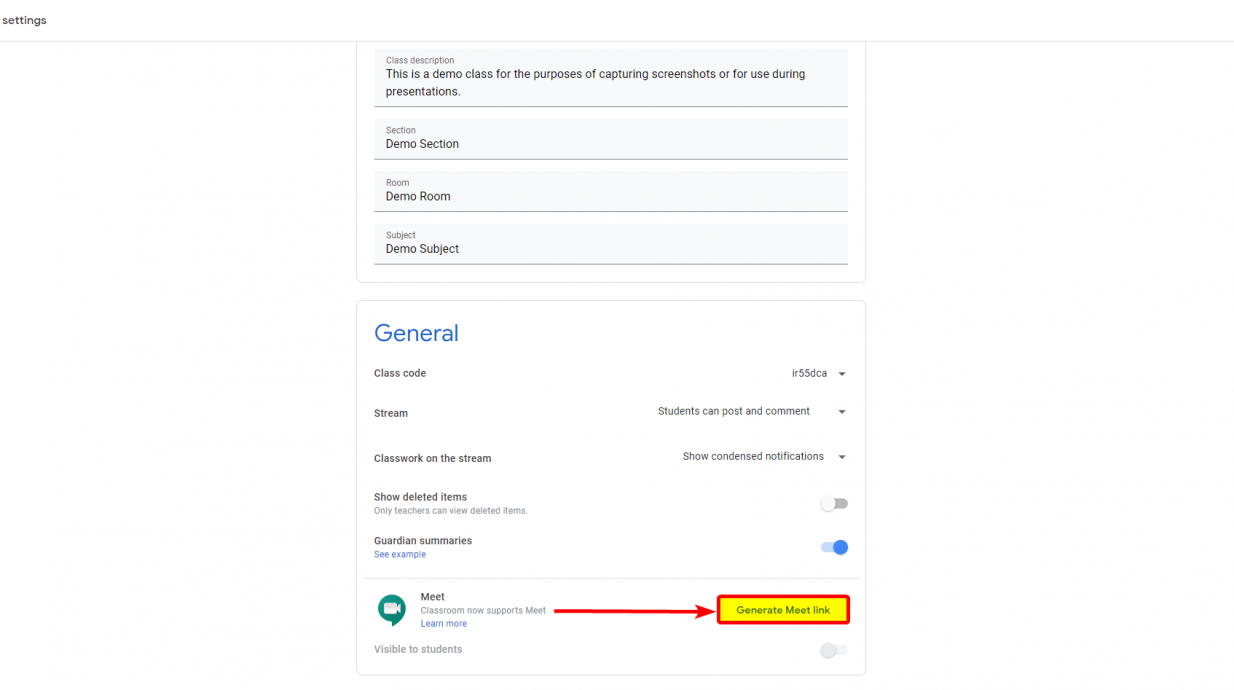 settings
Class description
This is a demo class for the purposes of capturing screenshots or for use during
presentations.
Section
Demo Section
Room
Demo Room
Subject
Demo Subject
General
Class code
ir55dca
Stream
Students can post and comment
Classwork on the stream
Show condensed notifications
Show deleted items
Only teachers can view deleted items.
Guardian summaries
See example
Meet
Classroom now supports Meet
Learn more
Generate Meet link
Visible to students